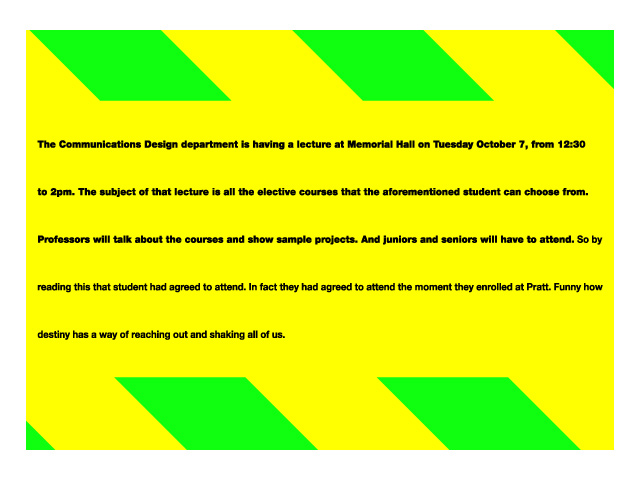 The Communications Design department is having a lecture at Memorial Hall on Tuesday October 7, from 12:30
to 2pm. The subject of that lecture is all the elective courses that the aforementioned student can choose from.
Professors will talk about the courses and show sample projects. And juniors and seniors will have to attend. So by
reading this that student had agreed to attend. In fact they had agreed to attend the moment they enrolled at Pratt. Funny how
destiny has a way of reaching out and shaking all of us.